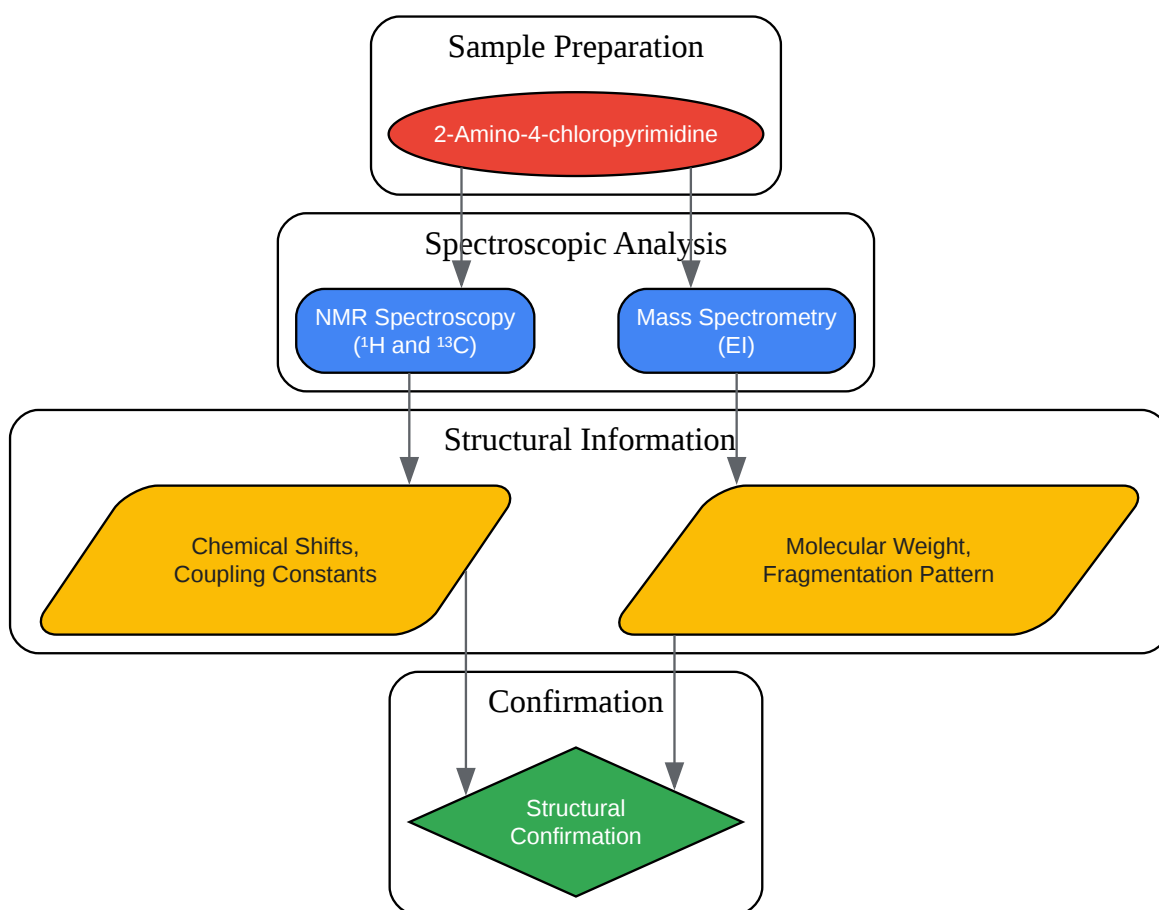 Sample Preparation
2-Amino-4-chloropyrimidine
Spectroscopic Analysis
NMR Spectroscopy
(¹H and ¹³C)
Mass Spectrometry
(EI)
Structural Information
Chemical Shifts,
Coupling Constants
Molecular Weight,
Fragmentation Pattern
Confirmation
Structural
Confirmation